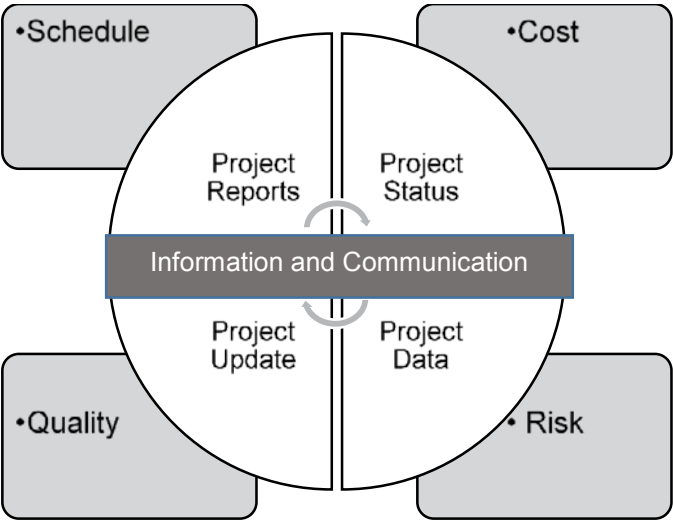 •Schedule
•Cost
Project
Reports
Project
Status
Information and Communication
Project
Update
Project
Data
•Quality
• Risk